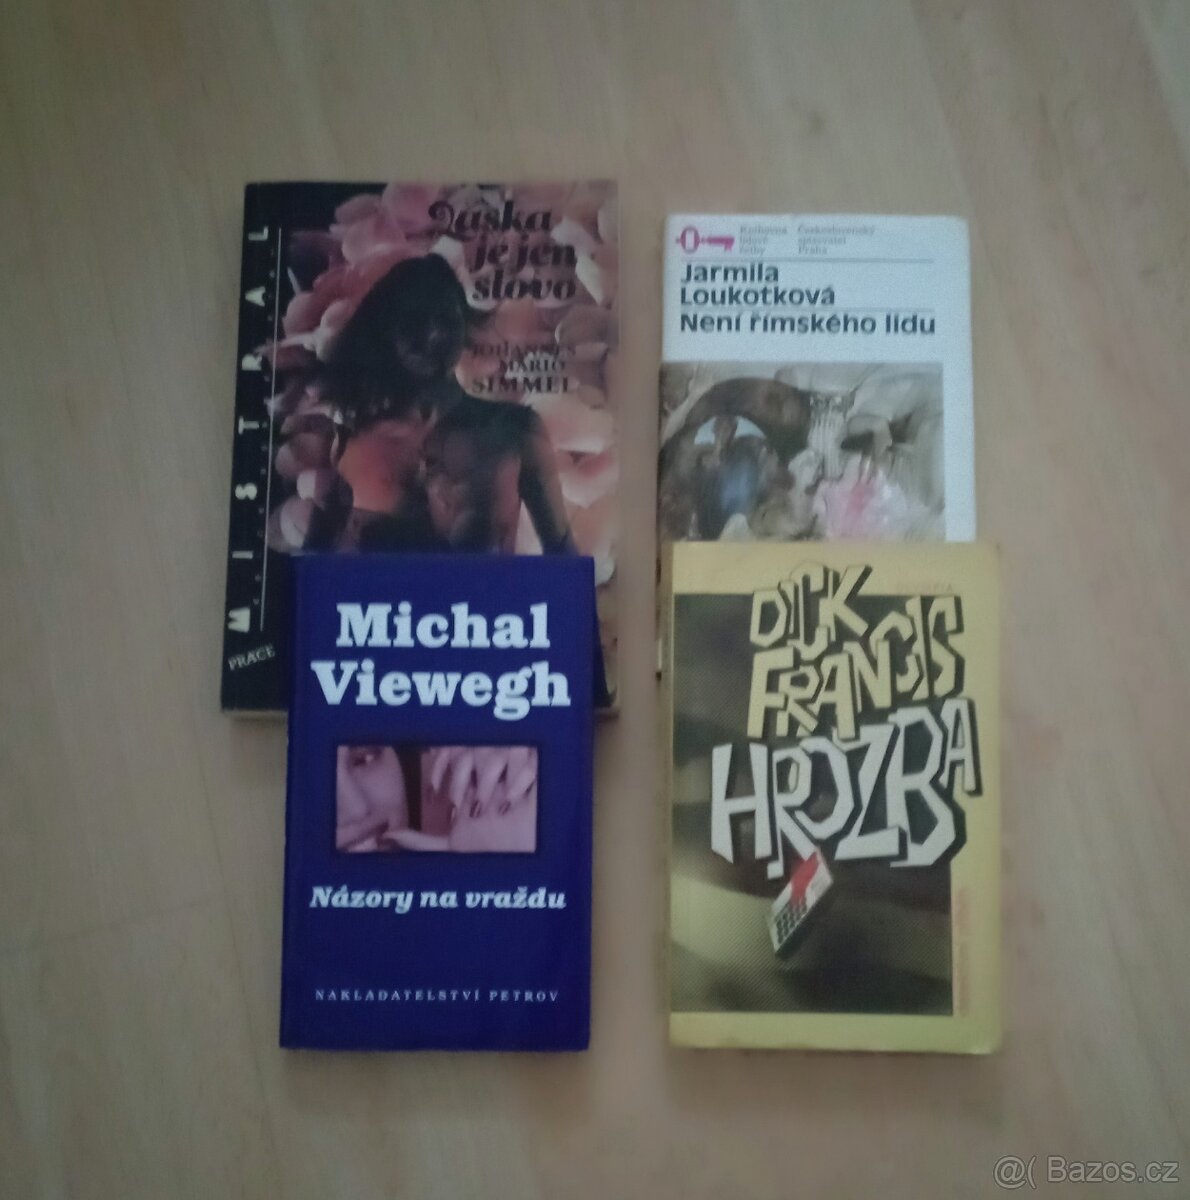 MISTRAL
Láska
je jen
slovo
JOHANNES
MARIO
SIMMEL
PRÁCE
Knihovna
lidové
četby
Československý
spisovatel
Praha
Jarmila
Loukotková
Není římského lidu
Michal
Viewegh
Názory na vraždu
NAKLADATELSTVÍ PETROV
DICK
FRANCIS
HROZBA
@( Bazos.cz